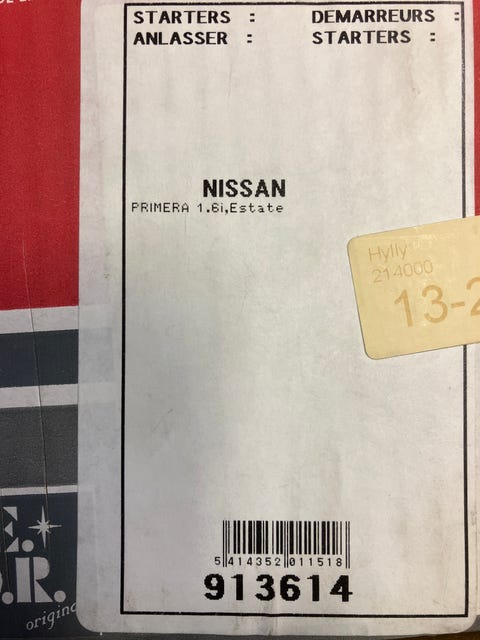 STARTERS : DEMARREURS :
ANLASSER : STARTERS :
NISSAN
PRIMERA 1.6i,Estate
Hylly
214000
13-2
5 414352 011518
913614
E.
.R.